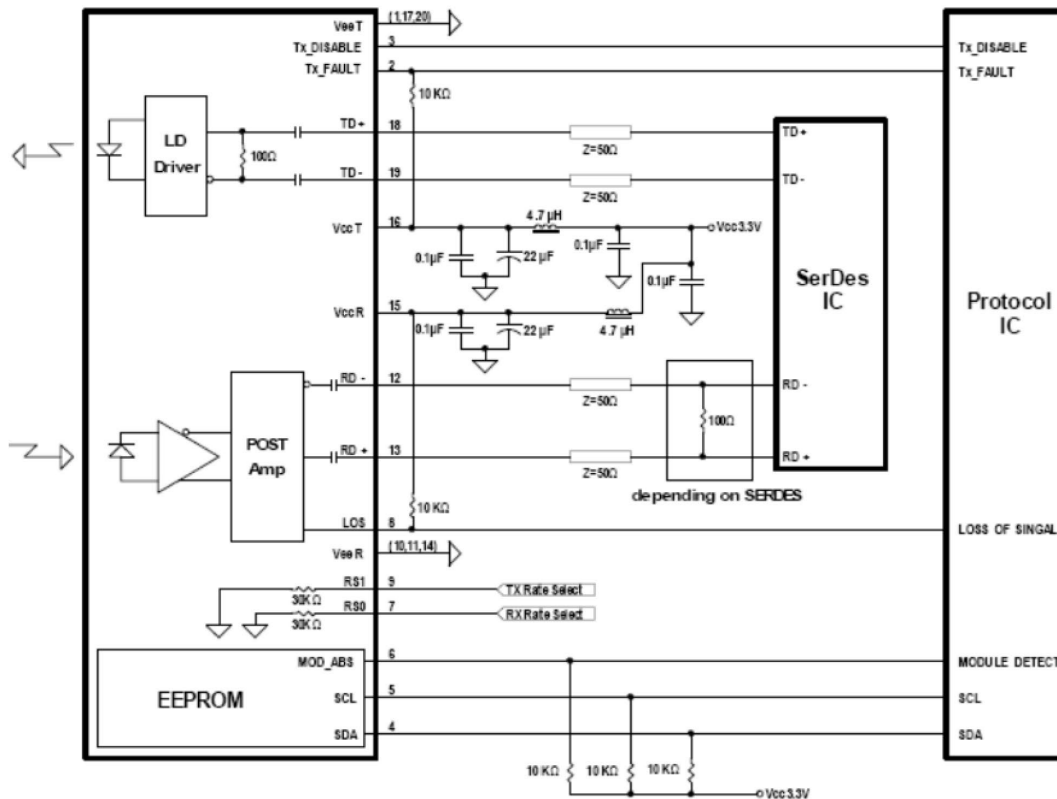 VeeT (1,17,20)
Tx_DISABLE 3 Tx_DISABLE
Tx_FAULT 2 Tx_FAULT
10 KΩ
LD
Driver
100Ω
TD+ 18 Z=50Ω TD+
TD- 19 Z=50Ω TD-
VccT 16 4.7 µH Vcc3.3V
0.1µF 22 µF 0.1µF 0.1µF
SerDes
IC
Protocol
IC
VccR 15
0.1µF 22 µF 4.7 µH
RD - 12 Z=50Ω RD -
100Ω
POST
Amp
RD + 13 Z=50Ω RD +
depending on SERDES
10 KΩ
LOS 8 LOSS OF SINGAL
VeeR (10,11,14)
RS1 9 TX Rate Select
30KΩ
RS0 7 RX Rate Select
30KΩ
MOD_ABS 6 MODULE DETECT
EEPROM
SCL 5 SCL
SDA 4 SDA
10 KΩ 10 KΩ 10 KΩ
Vcc3.3V